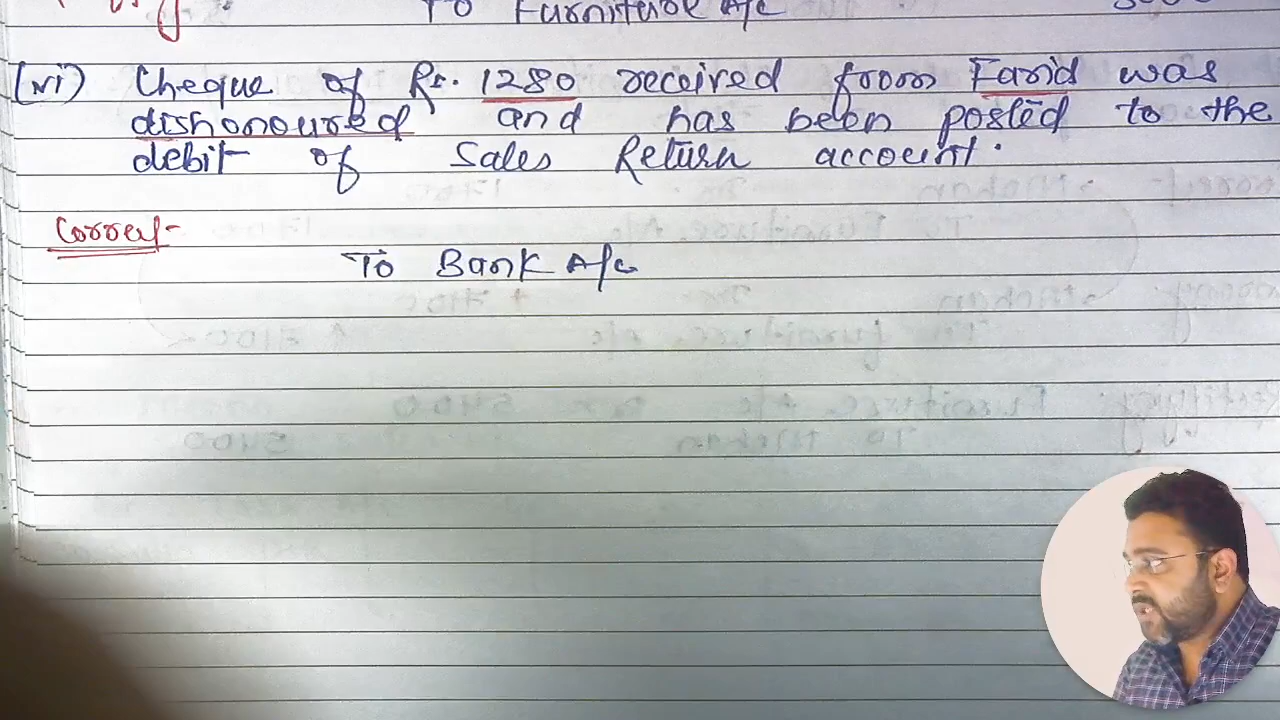 To Furniture A/c
(vi) Cheque of Rs. 1280 received from Farid was
dishonoured and has been posted to the
debit of Sales Return account.
Correct-
To Bank A/c